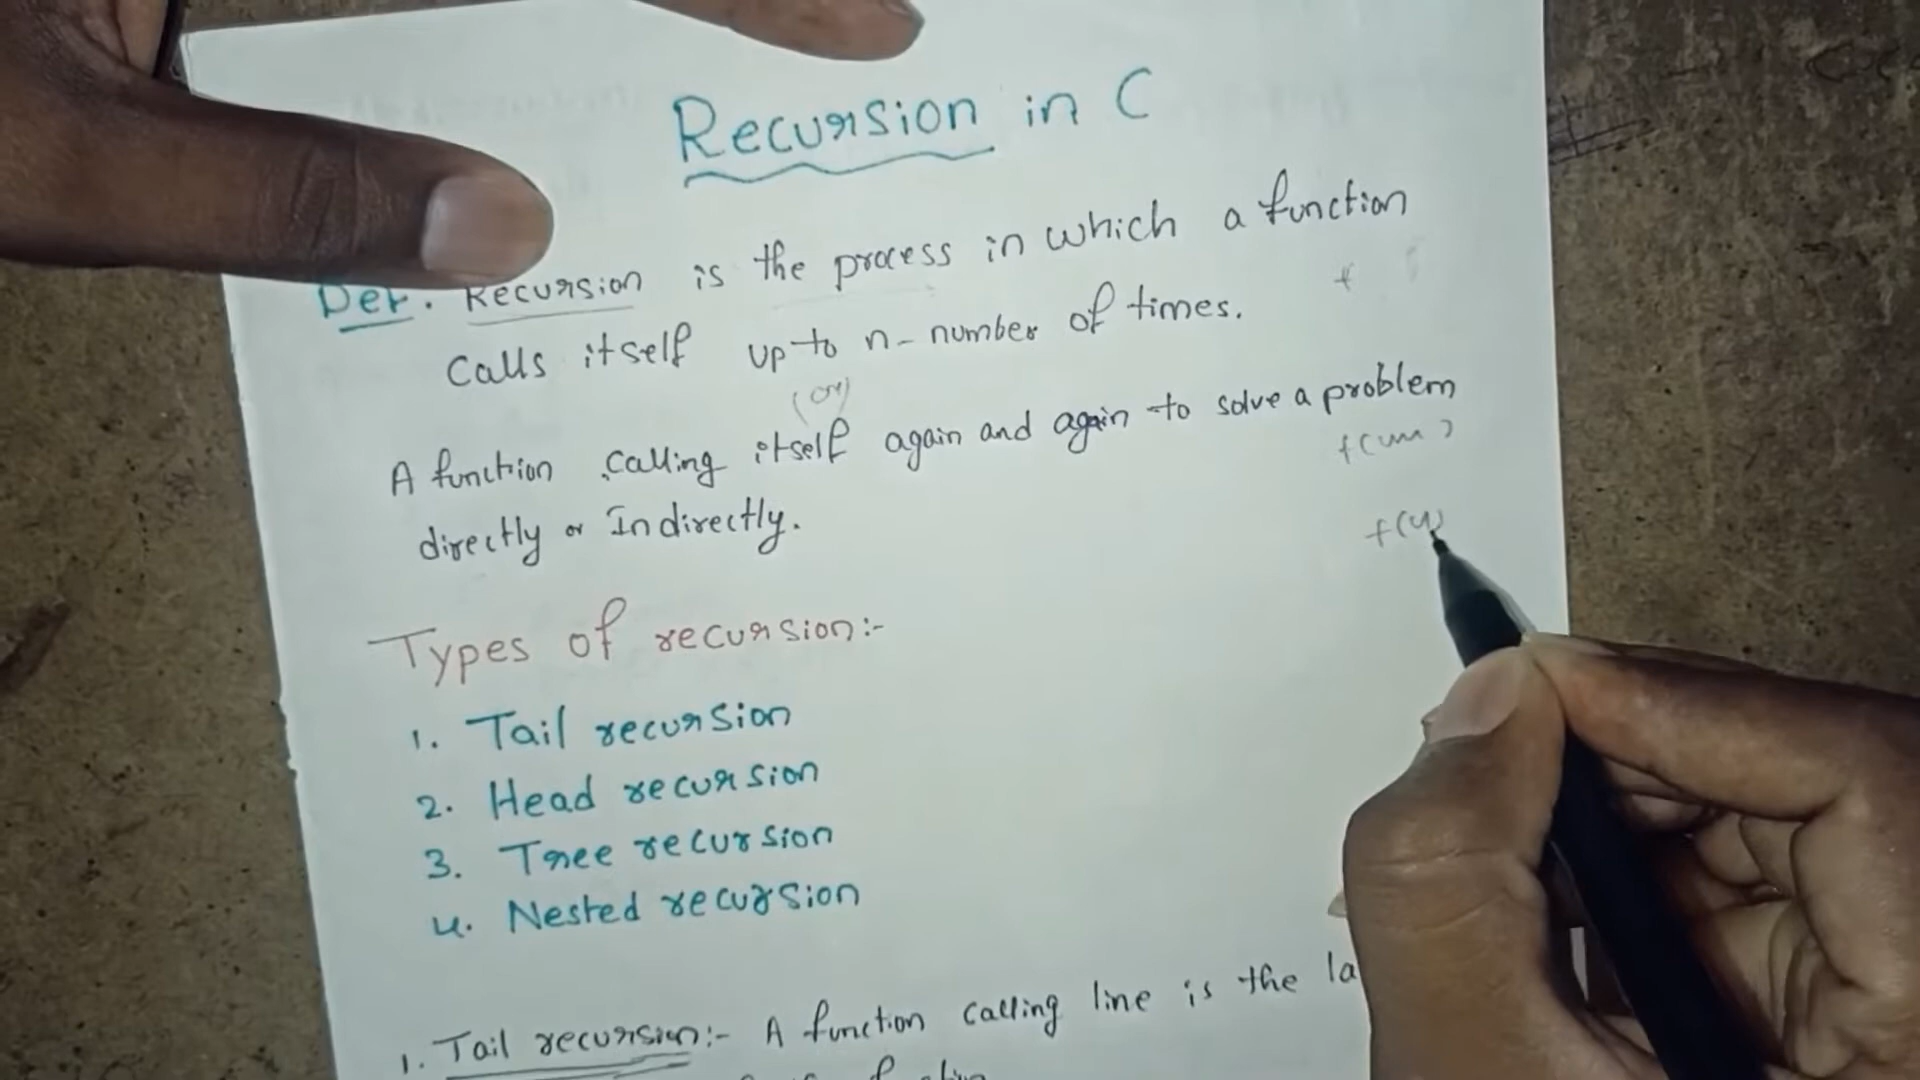 Recursion in C
Def. Recursion is the process in which a function
Calls itself up to n- number of times.
(or)
A function calling itself again and again to solve a problem
directly or Indirectly.
Types of recursion:-
1. Tail recursion
2. Head recursion
3. Tree recursion
4. Nested recursion
1. Tail recursion:- A function calling line is the